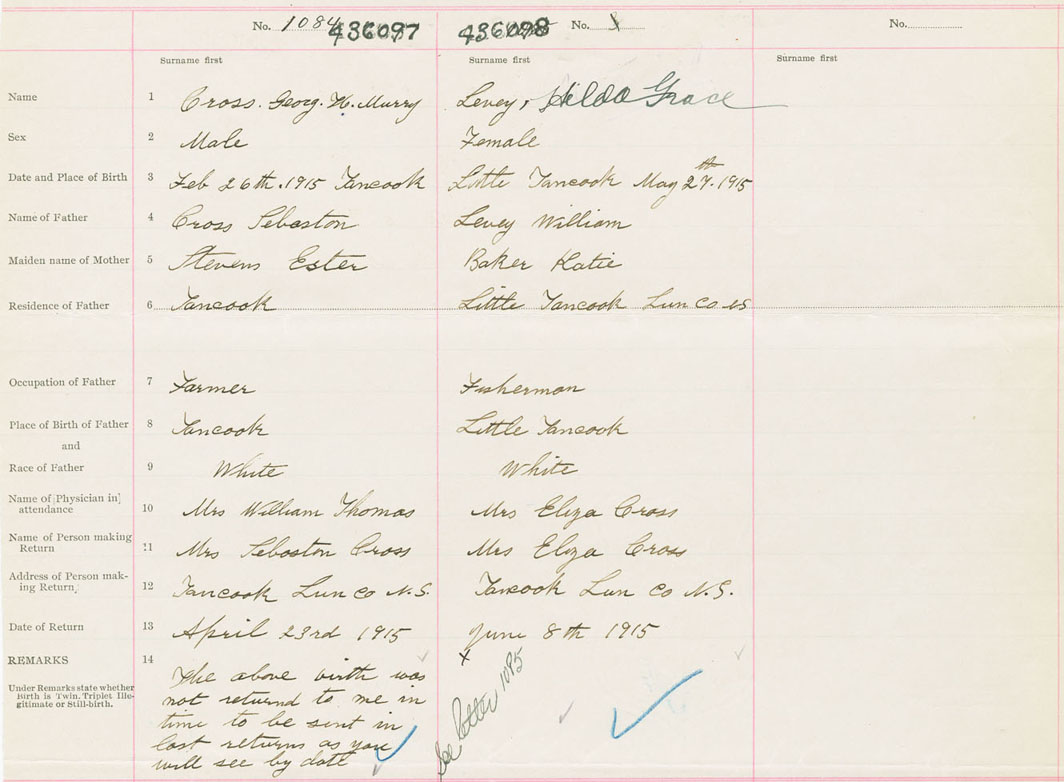 No. 1084 436097 436098 No. 1 No.
Surname first Surname first Surname first
Name 1 Cross. Georg. H. Murry Levey, Hilda Grace
Sex 2 Male Female
Date and Place of Birth 3 Feb 26th. 1915 Tancook Little Tancook May 27th. 1915
Name of Father 4 Cross Sebaston Levey William
Maiden name of Mother 5 Stevens Ester Baker Katie
Residence of Father 6 Tancook Little Tancook Lun Co NS
Occupation of Father 7 Farmer Fisherman
Place of Birth of Father 8 Tancook Little Tancook
and
Race of Father 9 White White
Name of Physician in attendance 10 Mrs William Thomas Mrs Eliza Cross
Name of Person making Return 11 Mrs Sebaston Cross Mrs Eliza Cross
Address of Person making Return 12 Tancook Lun Co N.S. Tancook Lun Co N.S.
Date of Return 13 April 23rd 1915 June 8th 1915
REMARKS 14 The above birth was
Under Remarks state whether
Birth is Twin, Triplet Ille-
gitimate or Still-birth.
not returnd to me in
time to be sent in
last returns as you
will see by date
x
See letter 1085